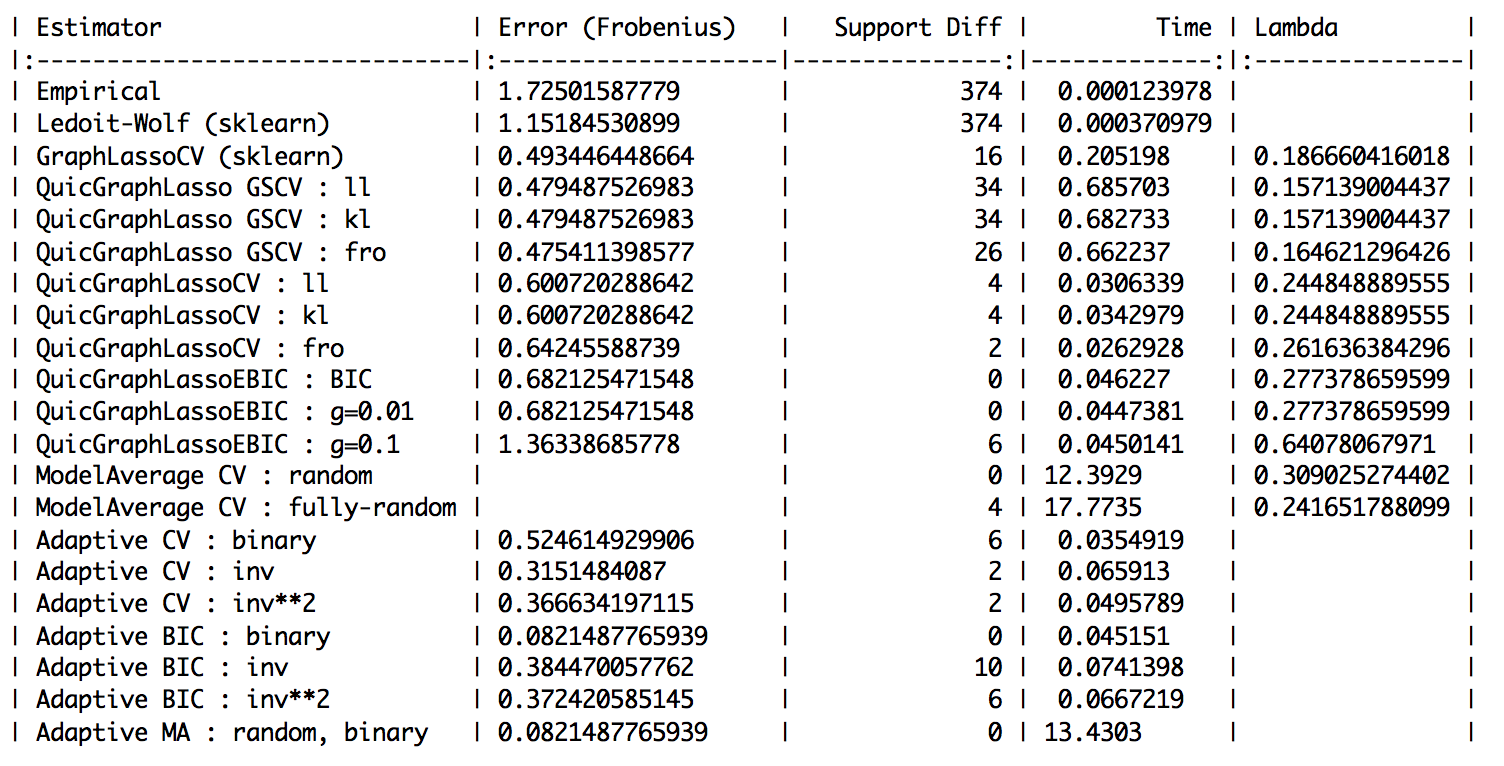 | Estimator                      | Error (Frobenius)   |   Support Diff |        Time | Lambda         |
|:-------------------------------|:--------------------|---------------:|------------:|:---------------|
| Empirical                      | 1.72501587779       |            374 |  0.000123978 |                |
| Ledoit-Wolf (sklearn)          | 1.15184530899       |            374 |  0.000370979 |                |
| GraphLassoCV (sklearn)         | 0.493446448664      |             16 |  0.205198   | 0.186660416018 |
| QuicGraphLasso GSCV : ll       | 0.479487526983      |             34 |  0.685703   | 0.157139004437 |
| QuicGraphLasso GSCV : kl       | 0.479487526983      |             34 |  0.682733   | 0.157139004437 |
| QuicGraphLasso GSCV : fro      | 0.475411398577      |             26 |  0.662237   | 0.164621296426 |
| QuicGraphLassoCV : ll          | 0.600720288642      |              4 |  0.0306339  | 0.244848889555 |
| QuicGraphLassoCV : kl          | 0.600720288642      |              4 |  0.0342979  | 0.244848889555 |
| QuicGraphLassoCV : fro         | 0.64245588739       |              2 |  0.0262928  | 0.261636384296 |
| QuicGraphLassoEBIC : BIC       | 0.682125471548      |              0 |  0.046227   | 0.277378659599 |
| QuicGraphLassoEBIC : g=0.01    | 0.682125471548      |              0 |  0.0447381  | 0.277378659599 |
| QuicGraphLassoEBIC : g=0.1     | 1.36338685778       |              6 |  0.0450141  | 0.64078067971  |
| ModelAverage CV : random       |                     |              0 | 12.3929     | 0.309025274402 |
| ModelAverage CV : fully-random |                     |              4 | 17.7735     | 0.241651788099 |
| Adaptive CV : binary           | 0.524614929906      |              6 |  0.0354919  |                |
| Adaptive CV : inv              | 0.3151484087        |              2 |  0.065913   |                |
| Adaptive CV : inv**2           | 0.366634197115      |              2 |  0.0495789  |                |
| Adaptive BIC : binary          | 0.0821487765939     |              0 |  0.045151   |                |
| Adaptive BIC : inv             | 0.384470057762      |             10 |  0.0741398  |                |
| Adaptive BIC : inv**2          | 0.372420585145      |              6 |  0.0667219  |                |
| Adaptive MA : random, binary   | 0.0821487765939     |              0 | 13.4303     |                |